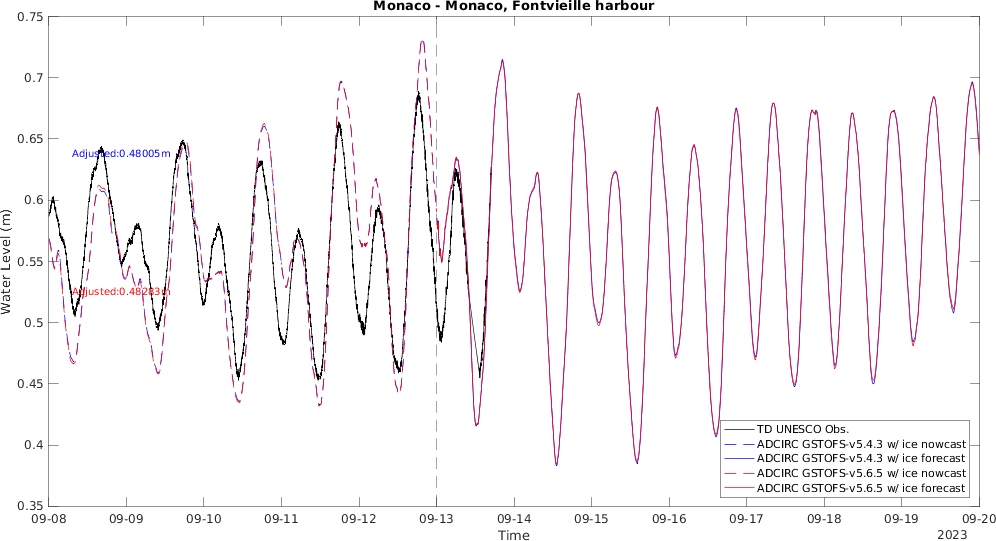 Monaco - Monaco, Fontvieille harbour
0.75
0.7
0.65
0.6
0.55
0.5
0.45
0.4
0.35
Water Level (m)
Adjusted:0.48005m
Adjusted:0.48283m
TD UNESCO Obs.
ADCIRC GSTOFS-v5.4.3 w/ ice nowcast
ADCIRC GSTOFS-v5.4.3 w/ ice forecast
ADCIRC GSTOFS-v5.6.5 w/ ice nowcast
ADCIRC GSTOFS-v5.6.5 w/ ice forecast
09-08 09-09 09-10 09-11 09-12 09-13 09-14 09-15 09-16 09-17 09-18 09-19 09-20
Time
2023